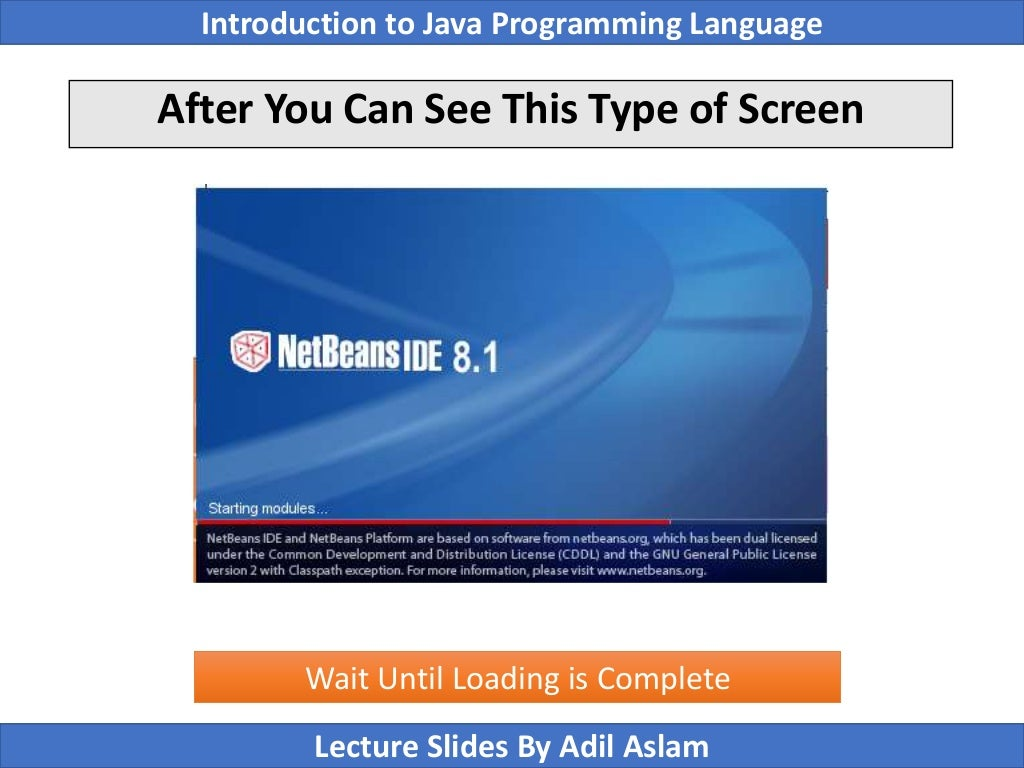 Introduction to Java Programming Language
After You Can See This Type of Screen
NetBeans IDE 8.1
Starting modules...
NetBeans IDE and NetBeans Platform are based on software from netbeans.org, which has been dual licensed
under the Common Development and Distribution License (CDDL) and the GNU General Public License
version 2 with Classpath exception. For more information, please visit www.netbeans.org.
Wait Until Loading is Complete
Lecture Slides By Adil Aslam